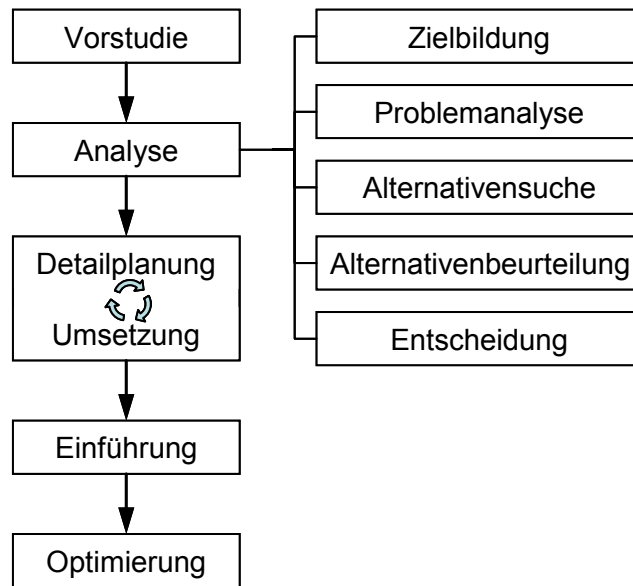 Vorstudie
Analyse
Detailplanung
Umsetzung
Einführung
Optimierung
Zielbildung
Problemanalyse
Alternativensuche
Alternativenbeurteilung
Entscheidung